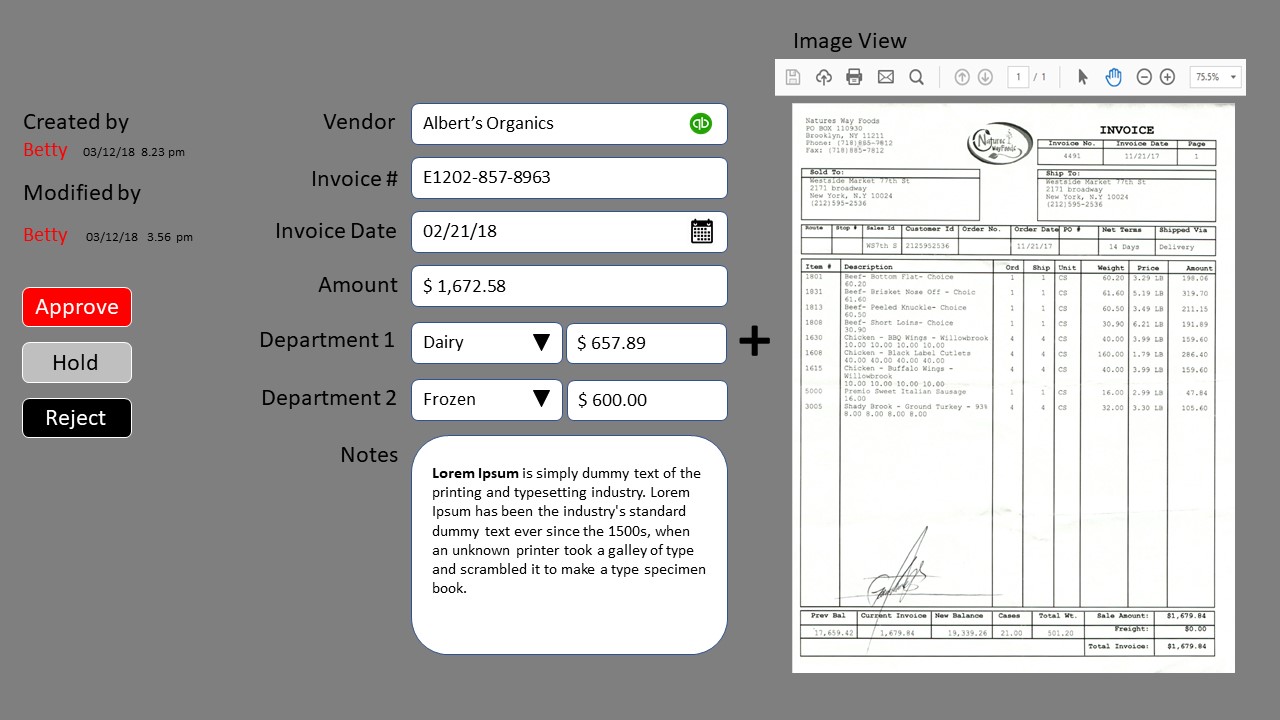 Image View
1 / 1
75.5%
Created by
Betty 03/12/18 8.28 pm
Modified by
Betty 03/12/18 3.56 pm
Approve
Hold
Reject
Vendor
Albert’s Organics
qb
Invoice #
E1202-857-8963
Invoice Date
02/21/18
Amount
$ 1,672.58
Department 1
Dairy
$ 657.89
Department 2
Frozen
$ 600.00
Notes
Lorem Ipsum is simply dummy text of the
printing and typesetting industry. Lorem
Ipsum has been the industry's standard
dummy text ever since the 1500s, when
an unknown printer took a galley of type
and scrambled it to make a type specimen
book.
Natures Way Foods
PO BOX 110930
Brooklyn, NY 11211
Phone: (718)855-7812
Fax: (718)885-7812
Natures
WayFoods
INVOICE
Invoice No. Invoice Date Page
4491 11/21/17 1
Sold To:
Westside Market 77th St
2171 broadway
New York, N.Y 10024
(212)595-2536
Ship To:
Westside Market 77th St
2171 broadway
New York, N.Y 10024
(212)595-2536
Route Stop # Sales Id Customer Id Order No. Order Date PO # Net Terms Shipped Via
WS7th S 2125952536 11/21/17 14 Days Delivery
Item # Description Ord Ship Unit Weight Price Amount
1801 Beef- Bottom Flat- Choice 1 1 CS 60.20 3.29 LB 198.06
60.20
1831 Beef- Brisket Nose Off - Choic 1 1 CS 61.60 5.19 LB 319.70
61.60
1813 Beef- Peeled Knuckle- Choice 1 1 CS 60.50 3.49 LB 211.15
60.50
1808 Beef- Short Loins- Choice 1 1 CS 30.90 6.21 LB 191.89
30.90
1630 Chicken - BBQ Wings - Willowbrook 4 4 CS 40.00 3.99 LB 159.60
10.00 10.00 10.00 10.00
1608 Chicken - Black Label Cutlets 4 4 CS 160.00 1.79 LB 286.40
40.00 40.00 40.00 40.00
1615 Chicken - Buffalo Wings - 4 4 CS 40.00 3.99 LB 159.60
Willowbrook
10.00 10.00 10.00 10.00
5000 Premio Sweet Italian Sausage 1 1 CS 16.00 2.99 LB 47.84
16.00
3005 Shady Brook - Ground Turkey - 93% 4 4 CS 32.00 3.30 LB 105.60
8.00 8.00 8.00 8.00
Prev Bal Current Invoice New Balance Cases Total Wt. Sale Amount: $1,679.84
17,659.42 1,679.84 19,339.26 21.00 501.20 Freight: $0.00
Total Invoice: $1,679.84